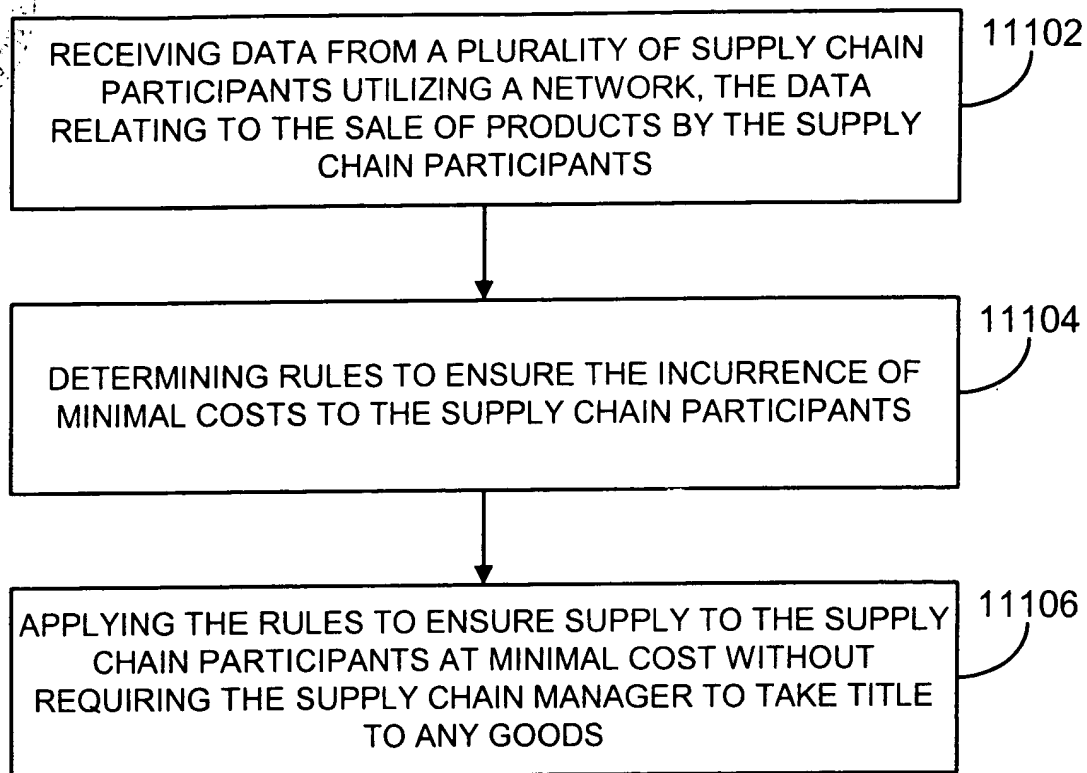 RECEIVING DATA FROM A PLURALITY OF SUPPLY CHAIN
PARTICIPANTS UTILIZING A NETWORK, THE DATA
RELATING TO THE SALE OF PRODUCTS BY THE SUPPLY
CHAIN PARTICIPANTS
11102
DETERMINING RULES TO ENSURE THE INCURRENCE OF
MINIMAL COSTS TO THE SUPPLY CHAIN PARTICIPANTS
11104
APPLYING THE RULES TO ENSURE SUPPLY TO THE SUPPLY
CHAIN PARTICIPANTS AT MINIMAL COST WITHOUT
REQUIRING THE SUPPLY CHAIN MANAGER TO TAKE TITLE
TO ANY GOODS
11106